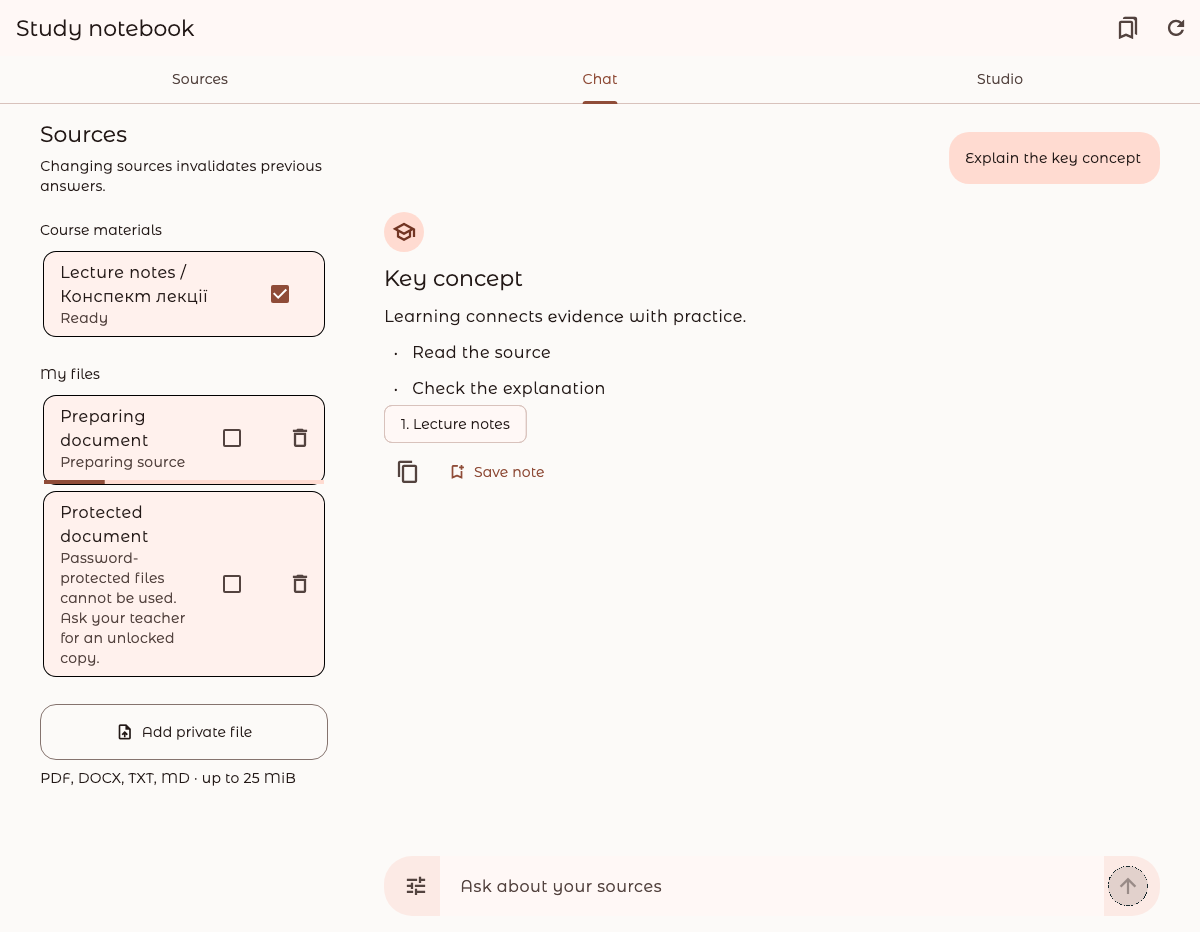 Study notebook
Sources
Chat
Studio
Sources
Changing sources invalidates previous
answers.
Course materials
Lecture notes /
Конспект лекції
Ready
My files
Preparing
document
Preparing source
Protected
document
Password-
protected files
cannot be used.
Ask your teacher
for an unlocked
copy.
Add private file
PDF, DOCX, TXT, MD · up to 25 MiB
Explain the key concept
Key concept
Learning connects evidence with practice.
• Read the source
• Check the explanation
1. Lecture notes
Save note
Ask about your sources